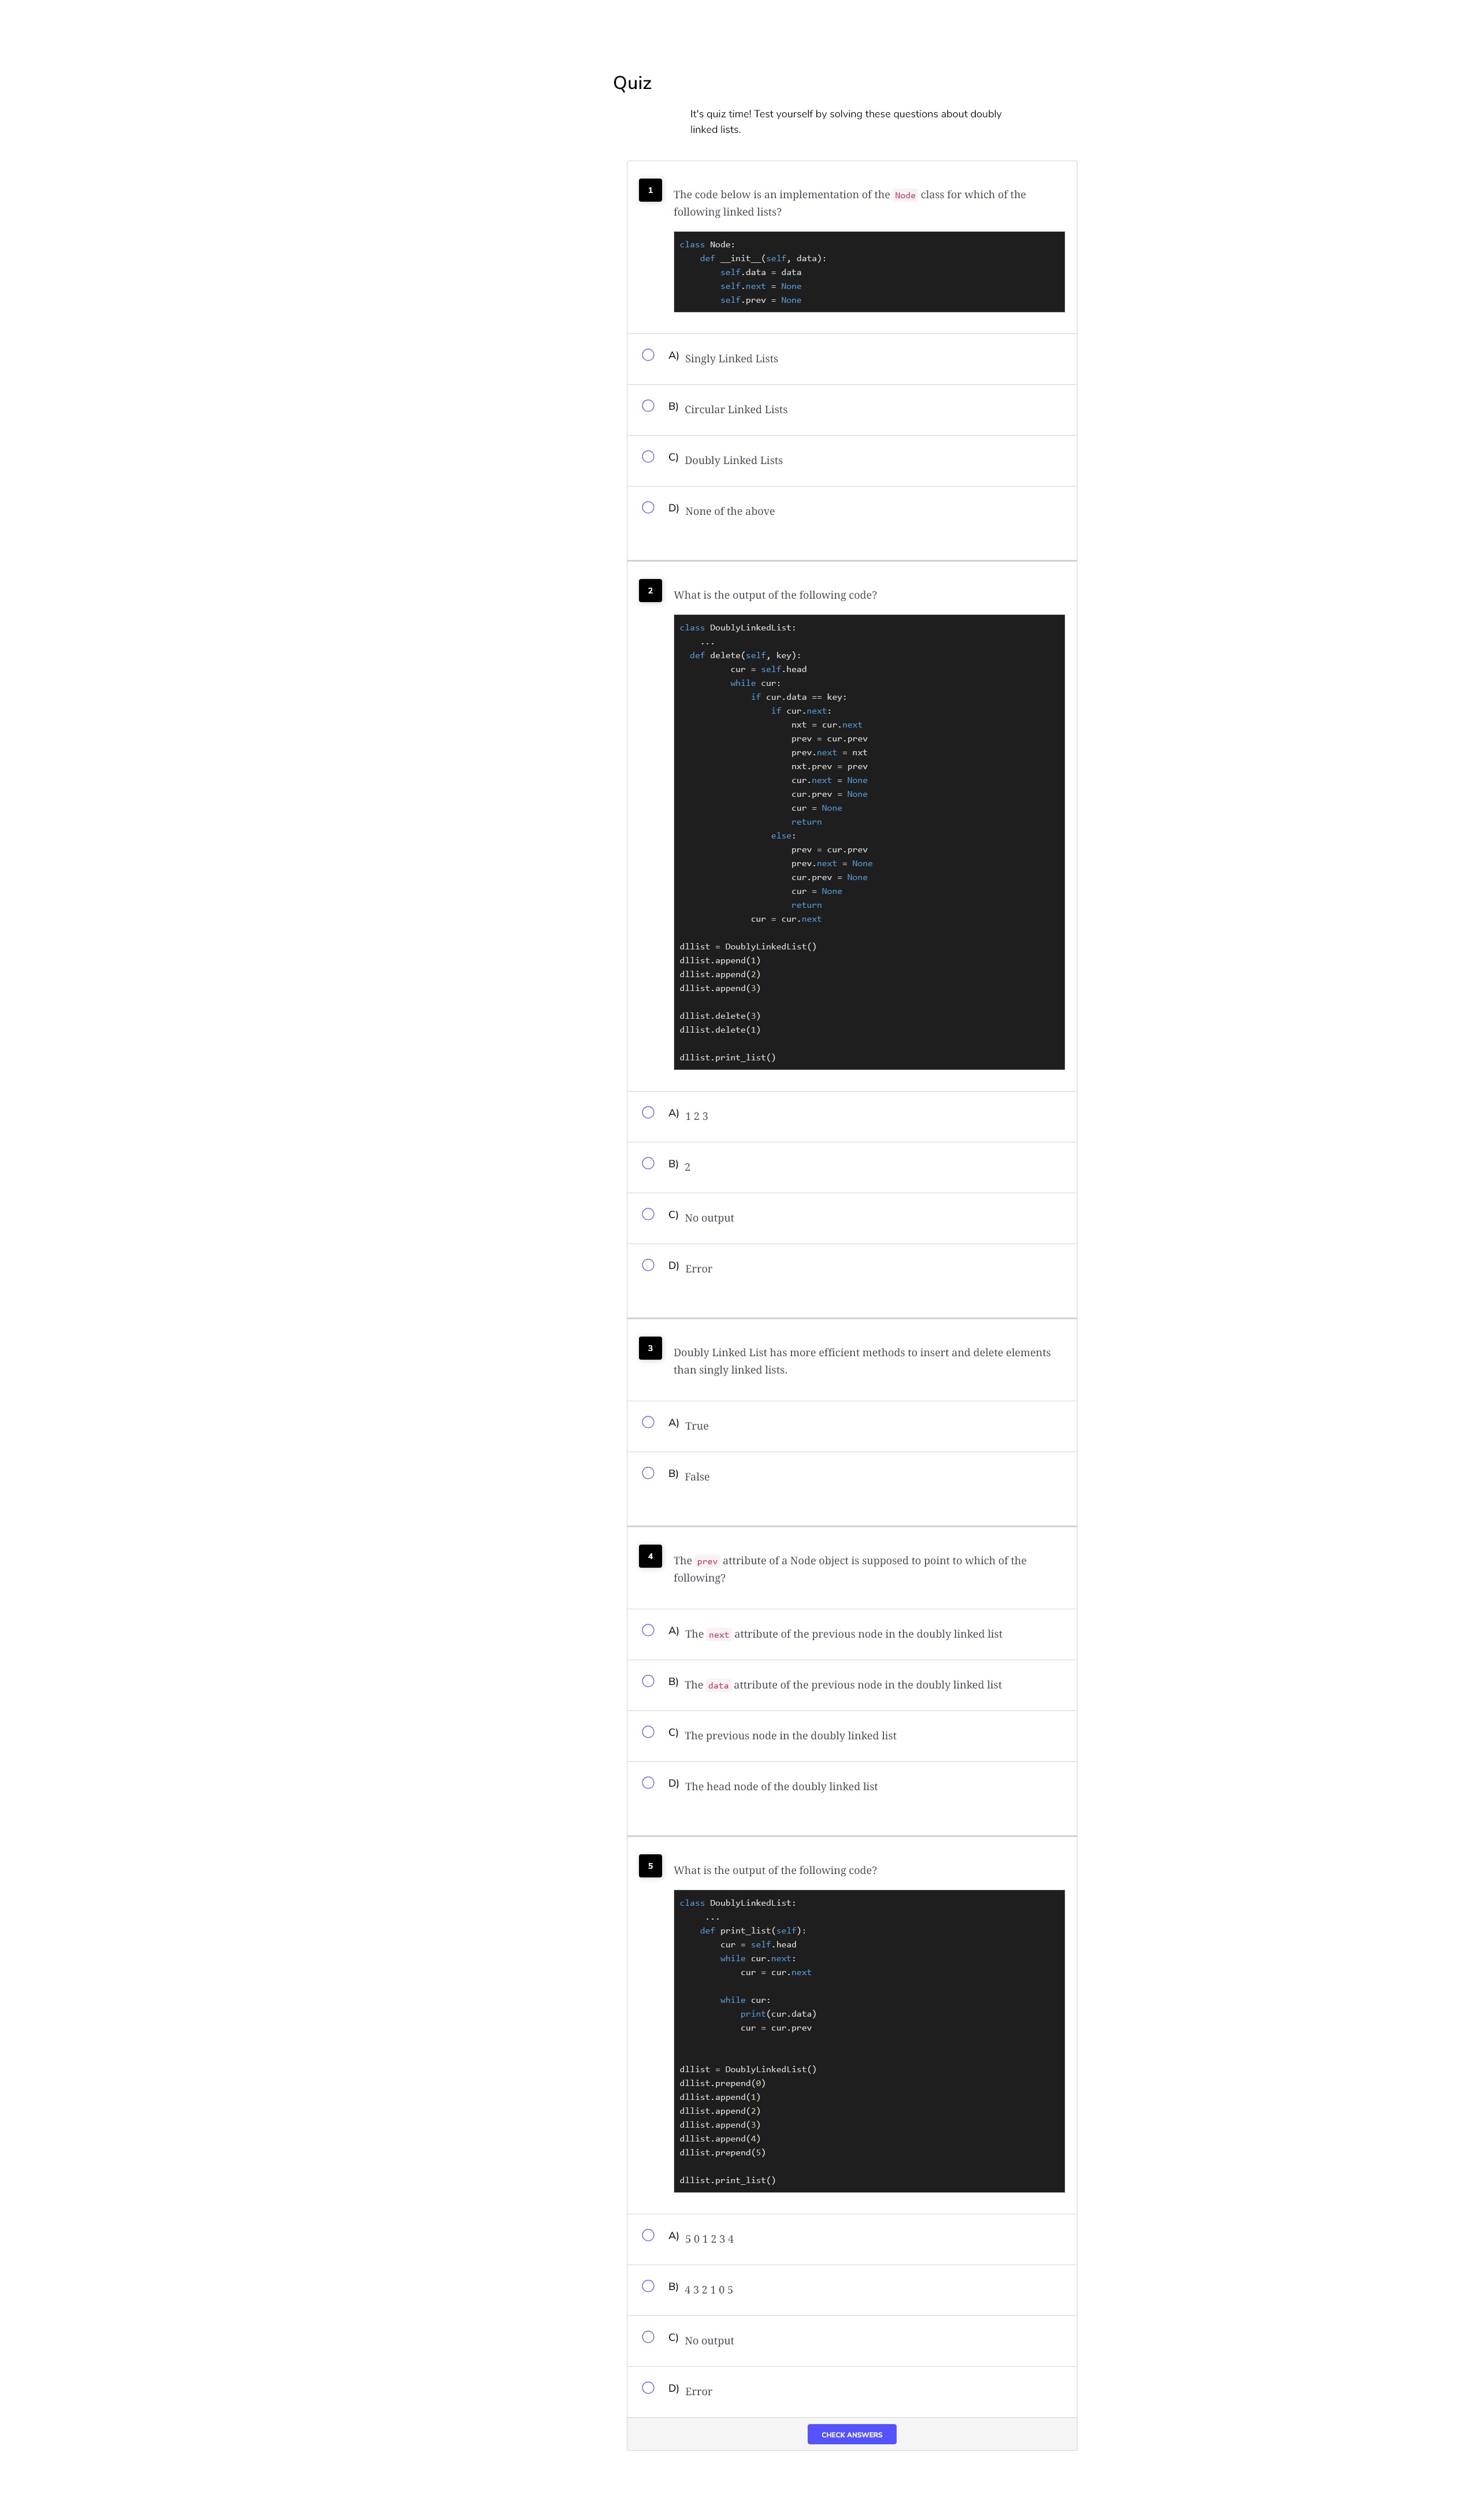 Quiz
It's quiz time! Test yourself by solving these questions about doubly
linked lists.
1
The code below is an implementation of the Node class for which of the
following linked lists?
class Node:
    def __init__(self, data):
        self.data = data
        self.next = None
        self.prev = None
A) Singly Linked Lists
B) Circular Linked Lists
C) Doubly Linked Lists
D) None of the above
2
What is the output of the following code?
class DoublyLinkedList:
    ...
  def delete(self, key):
          cur = self.head
          while cur:
              if cur.data == key:
                  if cur.next:
                      nxt = cur.next
                      prev = cur.prev
                      prev.next = nxt
                      nxt.prev = prev
                      cur.next = None
                      cur.prev = None
                      cur = None
                      return
                  else:
                      prev = cur.prev
                      prev.next = None
                      cur.prev = None
                      cur = None
                      return
              cur = cur.next
dllist = DoublyLinkedList()
dllist.append(1)
dllist.append(2)
dllist.append(3)
dllist.delete(3)
dllist.delete(1)
dllist.print_list()
A) 1 2 3
B) 2
C) No output
D) Error
3
Doubly Linked List has more efficient methods to insert and delete elements
than singly linked lists.
A) True
B) False
4
The prev attribute of a Node object is supposed to point to which of the
following?
A) The next attribute of the previous node in the doubly linked list
B) The data attribute of the previous node in the doubly linked list
C) The previous node in the doubly linked list
D) The head node of the doubly linked list
5
What is the output of the following code?
class DoublyLinkedList:
     ...
    def print_list(self):
        cur = self.head
        while cur.next:
            cur = cur.next
        while cur:
            print(cur.data)
            cur = cur.prev
dllist = DoublyLinkedList()
dllist.prepend(0)
dllist.append(1)
dllist.append(2)
dllist.append(3)
dllist.append(4)
dllist.prepend(5)
dllist.print_list()
A) 5 0 1 2 3 4
B) 4 3 2 1 0 5
C) No output
D) Error
CHECK ANSWERS